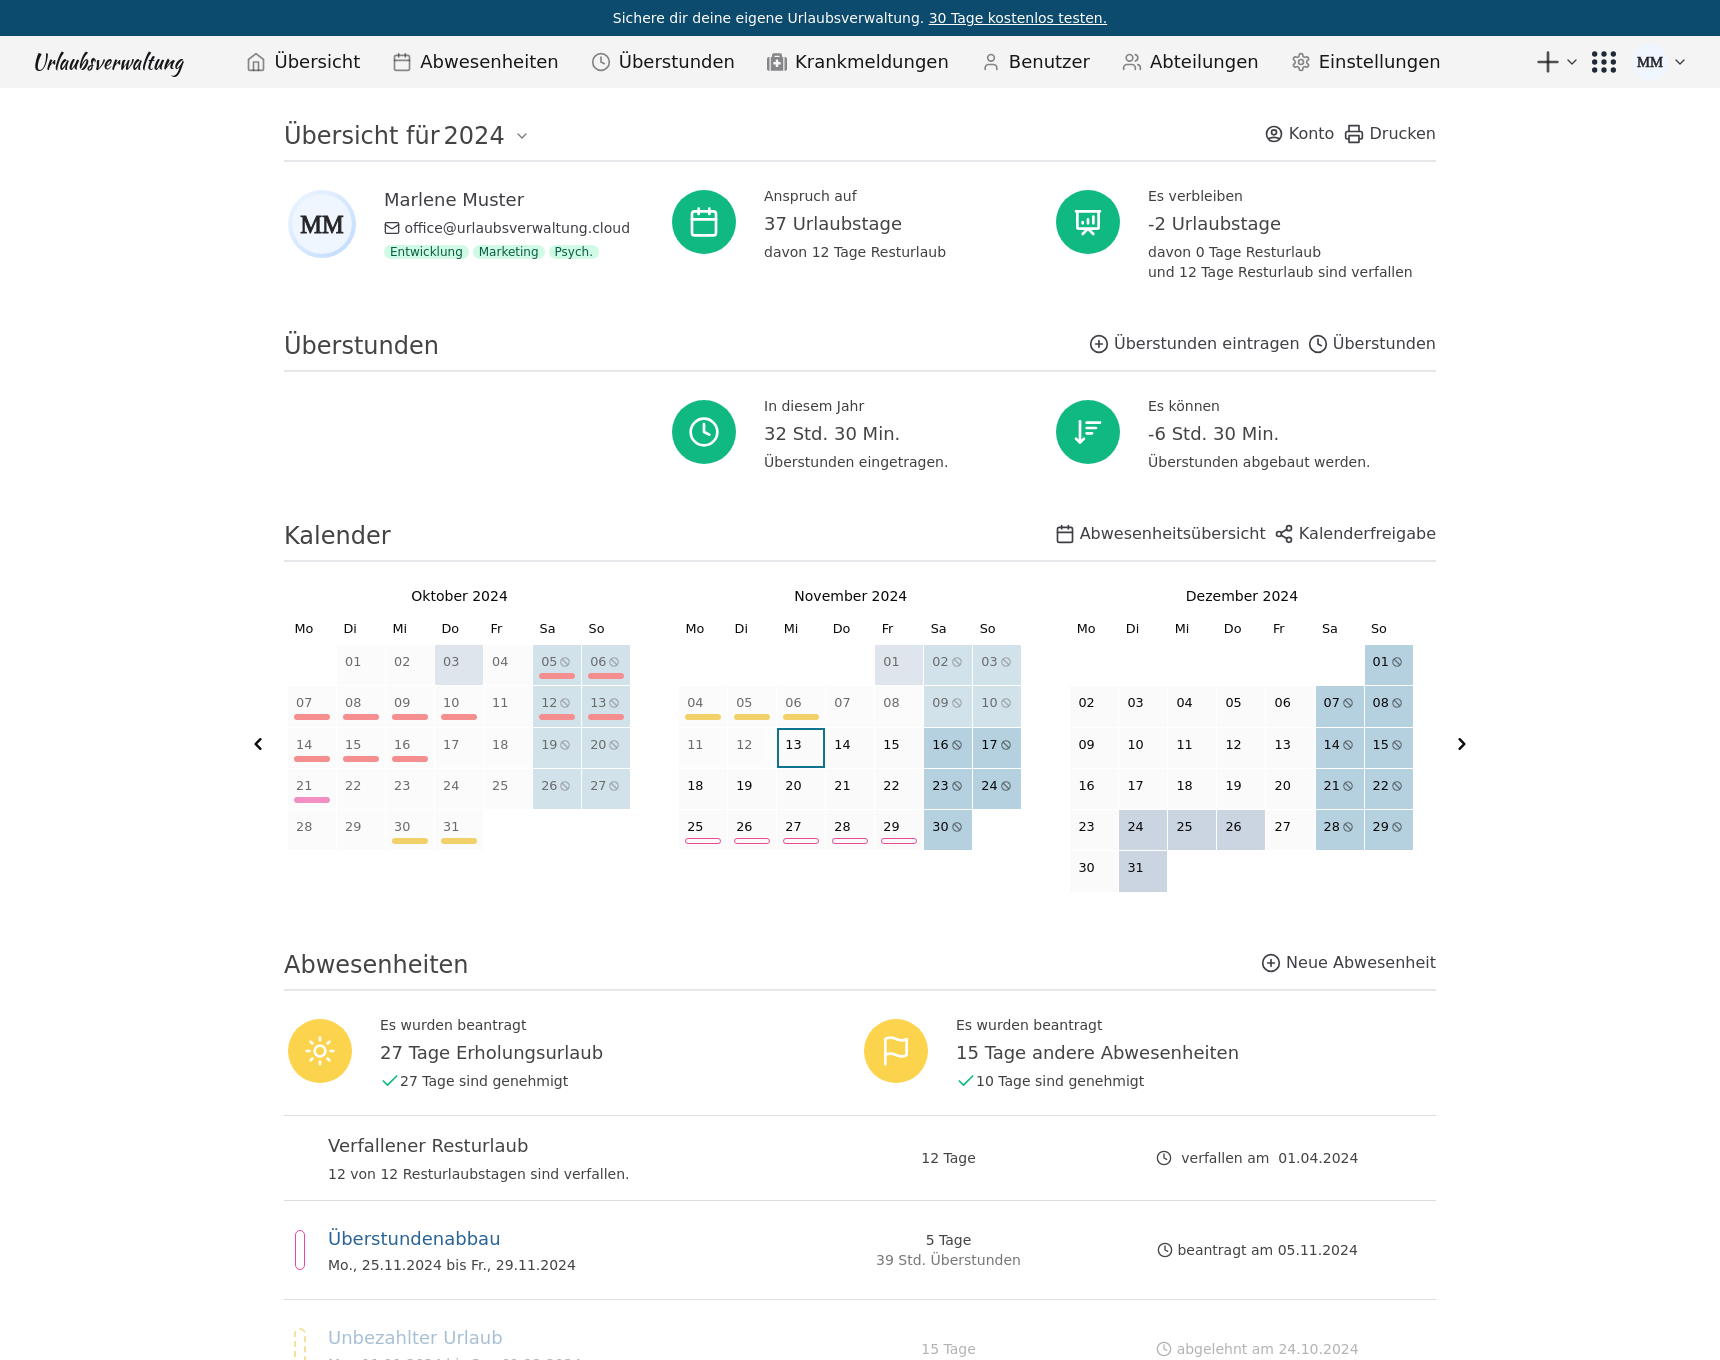 Sichere dir deine eigene Urlaubsverwaltung. 30 Tage kostenlos testen.
Urlaubsverwaltung Übersicht Abwesenheiten Überstunden Krankmeldungen Benutzer Abteilungen Einstellungen MM
Übersicht für 2024 Konto Drucken
MM
Marlene Muster
office@urlaubsverwaltung.cloud
Entwicklung Marketing Psych.
Anspruch auf
37 Urlaubstage
davon 12 Tage Resturlaub
Es verbleiben
-2 Urlaubstage
davon 0 Tage Resturlaub
und 12 Tage Resturlaub sind verfallen
Überstunden Überstunden eintragen Überstunden
In diesem Jahr
32 Std. 30 Min.
Überstunden eingetragen.
Es können
-6 Std. 30 Min.
Überstunden abgebaut werden.
Kalender Abwesenheitsübersicht Kalenderfreigabe
Oktober 2024
Mo Di Mi Do Fr Sa So
01 02 03 04 05 06
07 08 09 10 11 12 13
14 15 16 17 18 19 20
21 22 23 24 25 26 27
28 29 30 31
November 2024
Mo Di Mi Do Fr Sa So
01 02 03
04 05 06 07 08 09 10
11 12 13 14 15 16 17
18 19 20 21 22 23 24
25 26 27 28 29 30
Dezember 2024
Mo Di Mi Do Fr Sa So
01
02 03 04 05 06 07 08
09 10 11 12 13 14 15
16 17 18 19 20 21 22
23 24 25 26 27 28 29
30 31
Abwesenheiten Neue Abwesenheit
Es wurden beantragt
27 Tage Erholungsurlaub
27 Tage sind genehmigt
Es wurden beantragt
15 Tage andere Abwesenheiten
10 Tage sind genehmigt
Verfallener Resturlaub
12 von 12 Resturlaubstagen sind verfallen.
12 Tage
verfallen am 01.04.2024
Überstundenabbau
Mo., 25.11.2024 bis Fr., 29.11.2024
5 Tage
39 Std. Überstunden
beantragt am 05.11.2024
Unbezahlter Urlaub
15 Tage
abgelehnt am 24.10.2024